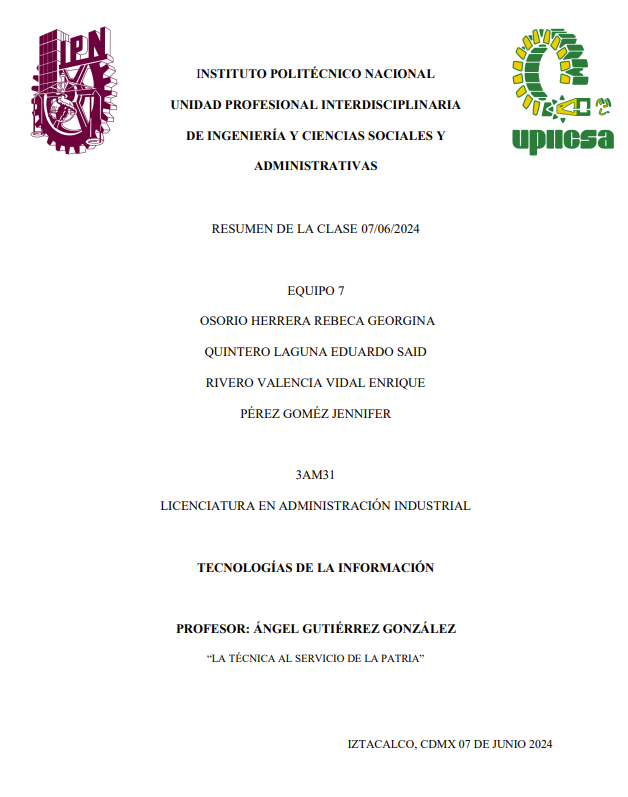 IPN
INSTITUTO POLITÉCNICO NACIONAL
UNIDAD PROFESIONAL INTERDISCIPLINARIA
DE INGENIERÍA Y CIENCIAS SOCIALES Y
ADMINISTRATIVAS
upiicsa
RESUMEN DE LA CLASE 07/06/2024
EQUIPO 7
OSORIO HERRERA REBECA GEORGINA
QUINTERO LAGUNA EDUARDO SAID
RIVERO VALENCIA VIDAL ENRIQUE
PÉREZ GOMÉZ JENNIFER
3AM31
LICENCIATURA EN ADMINISTRACIÓN INDUSTRIAL
TECNOLOGÍAS DE LA INFORMACIÓN
PROFESOR: ÁNGEL GUTIÉRREZ GONZÁLEZ
“LA TÉCNICA AL SERVICIO DE LA PATRIA”
IZTACALCO, CDMX 07 DE JUNIO 2024